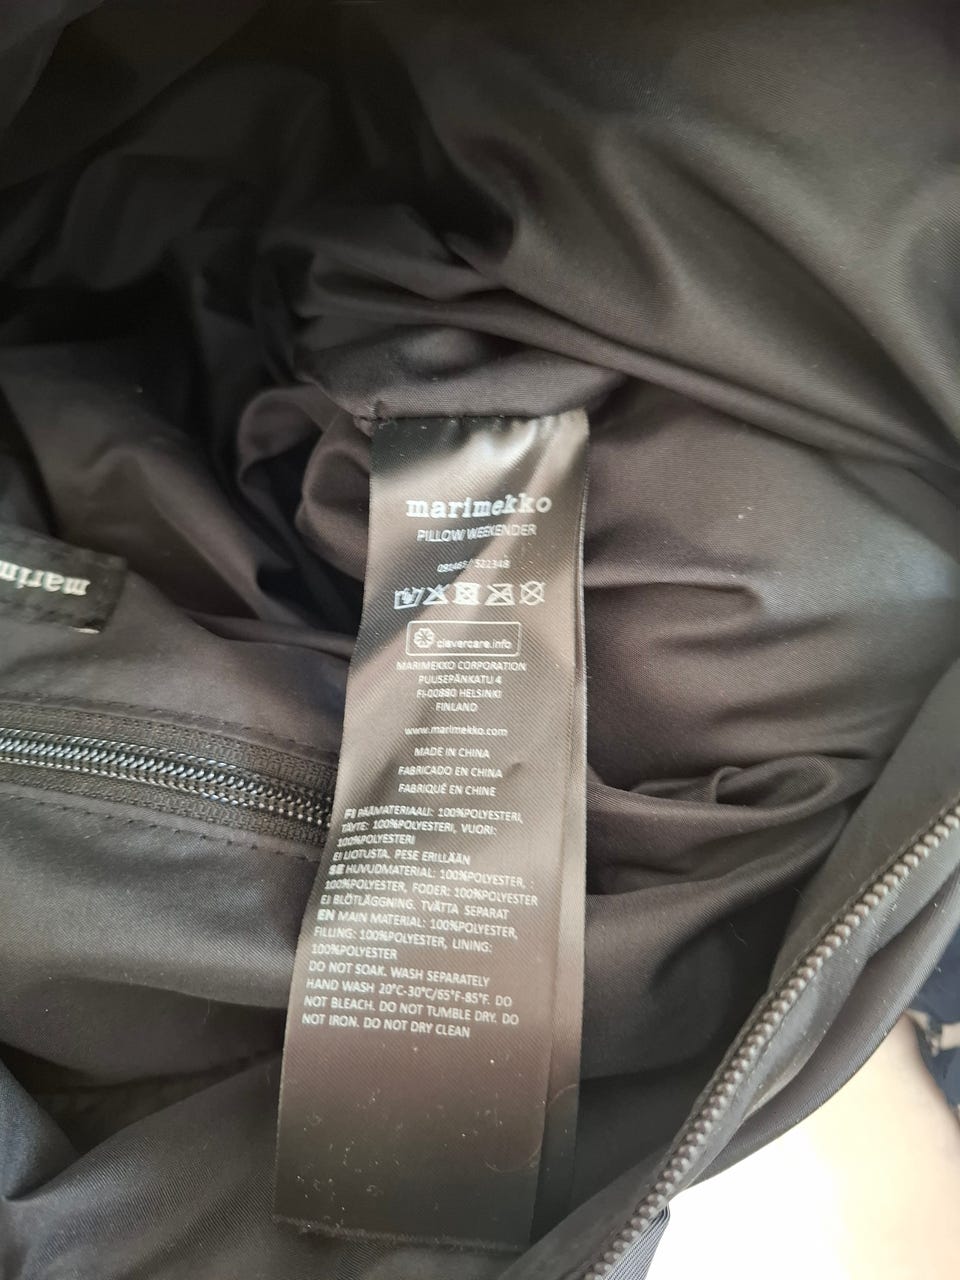 marimekko
PILLOW WEEKENDER
091465 / 521348
clevercare.info
MARIMEKKO CORPORATION
PUUSEPÄNKATU 4
FI-00880 HELSINKI
FINLAND
www.marimekko.com
MADE IN CHINA
FABRICADO EN CHINA
FABRIQUÉ EN CHINE
FI PÄÄMATERIAALI: 100%POLYESTERI,
TÄYTE: 100%POLYESTERI, VUORI:
100%POLYESTERI
EI LIOTUSTA. PESE ERILLÄÄN
SE HUVUDMATERIAL: 100%POLYESTER, :
100%POLYESTER, FODER: 100%POLYESTER
EJ BLÖTLÄGGNING. TVÄTTA SEPARAT
EN MAIN MATERIAL: 100%POLYESTER,
FILLING: 100%POLYESTER, LINING:
100%POLYESTER
DO NOT SOAK. WASH SEPARATELY
HAND WASH 20°C-30°C/65°F-85°F. DO
NOT BLEACH. DO NOT TUMBLE DRY. DO
NOT IRON. DO NOT DRY CLEAN
marim